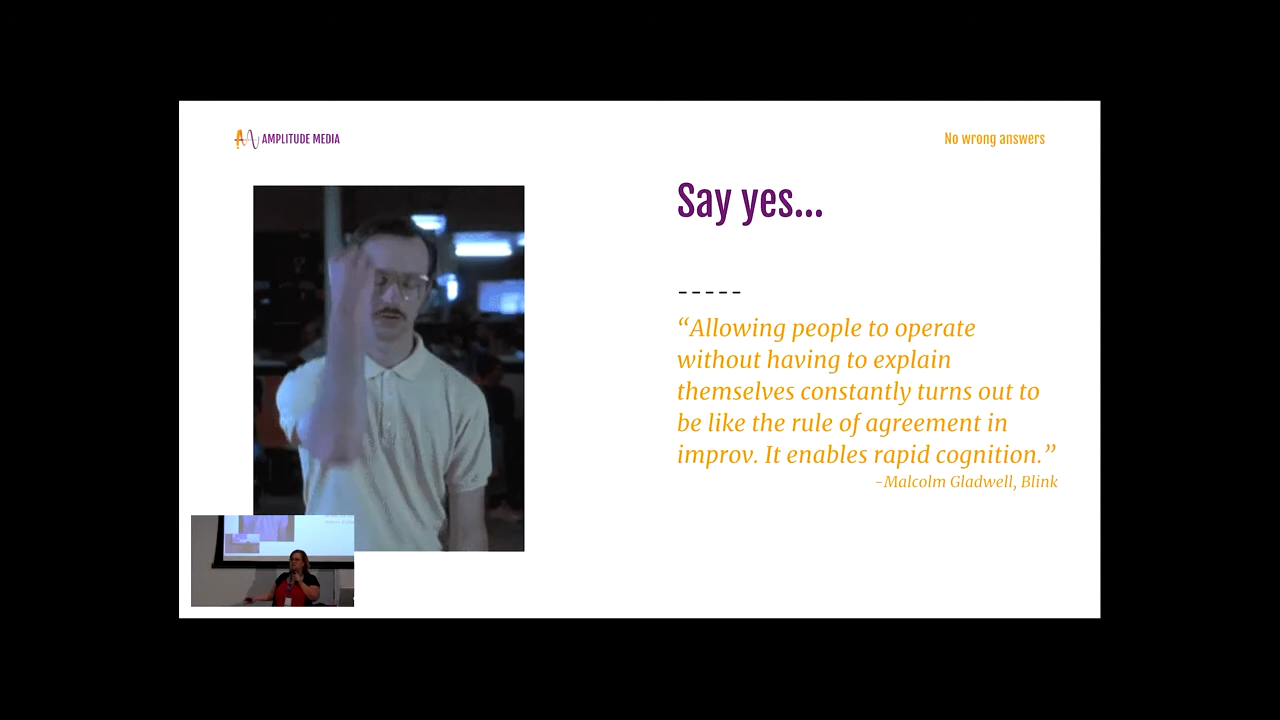 AMPLITUDE MEDIA
No wrong answers
Say yes...
-----
“Allowing people to operate
without having to explain
themselves constantly turns out to
be like the rule of agreement in
improv. It enables rapid cognition.”
-Malcolm Gladwell, Blink